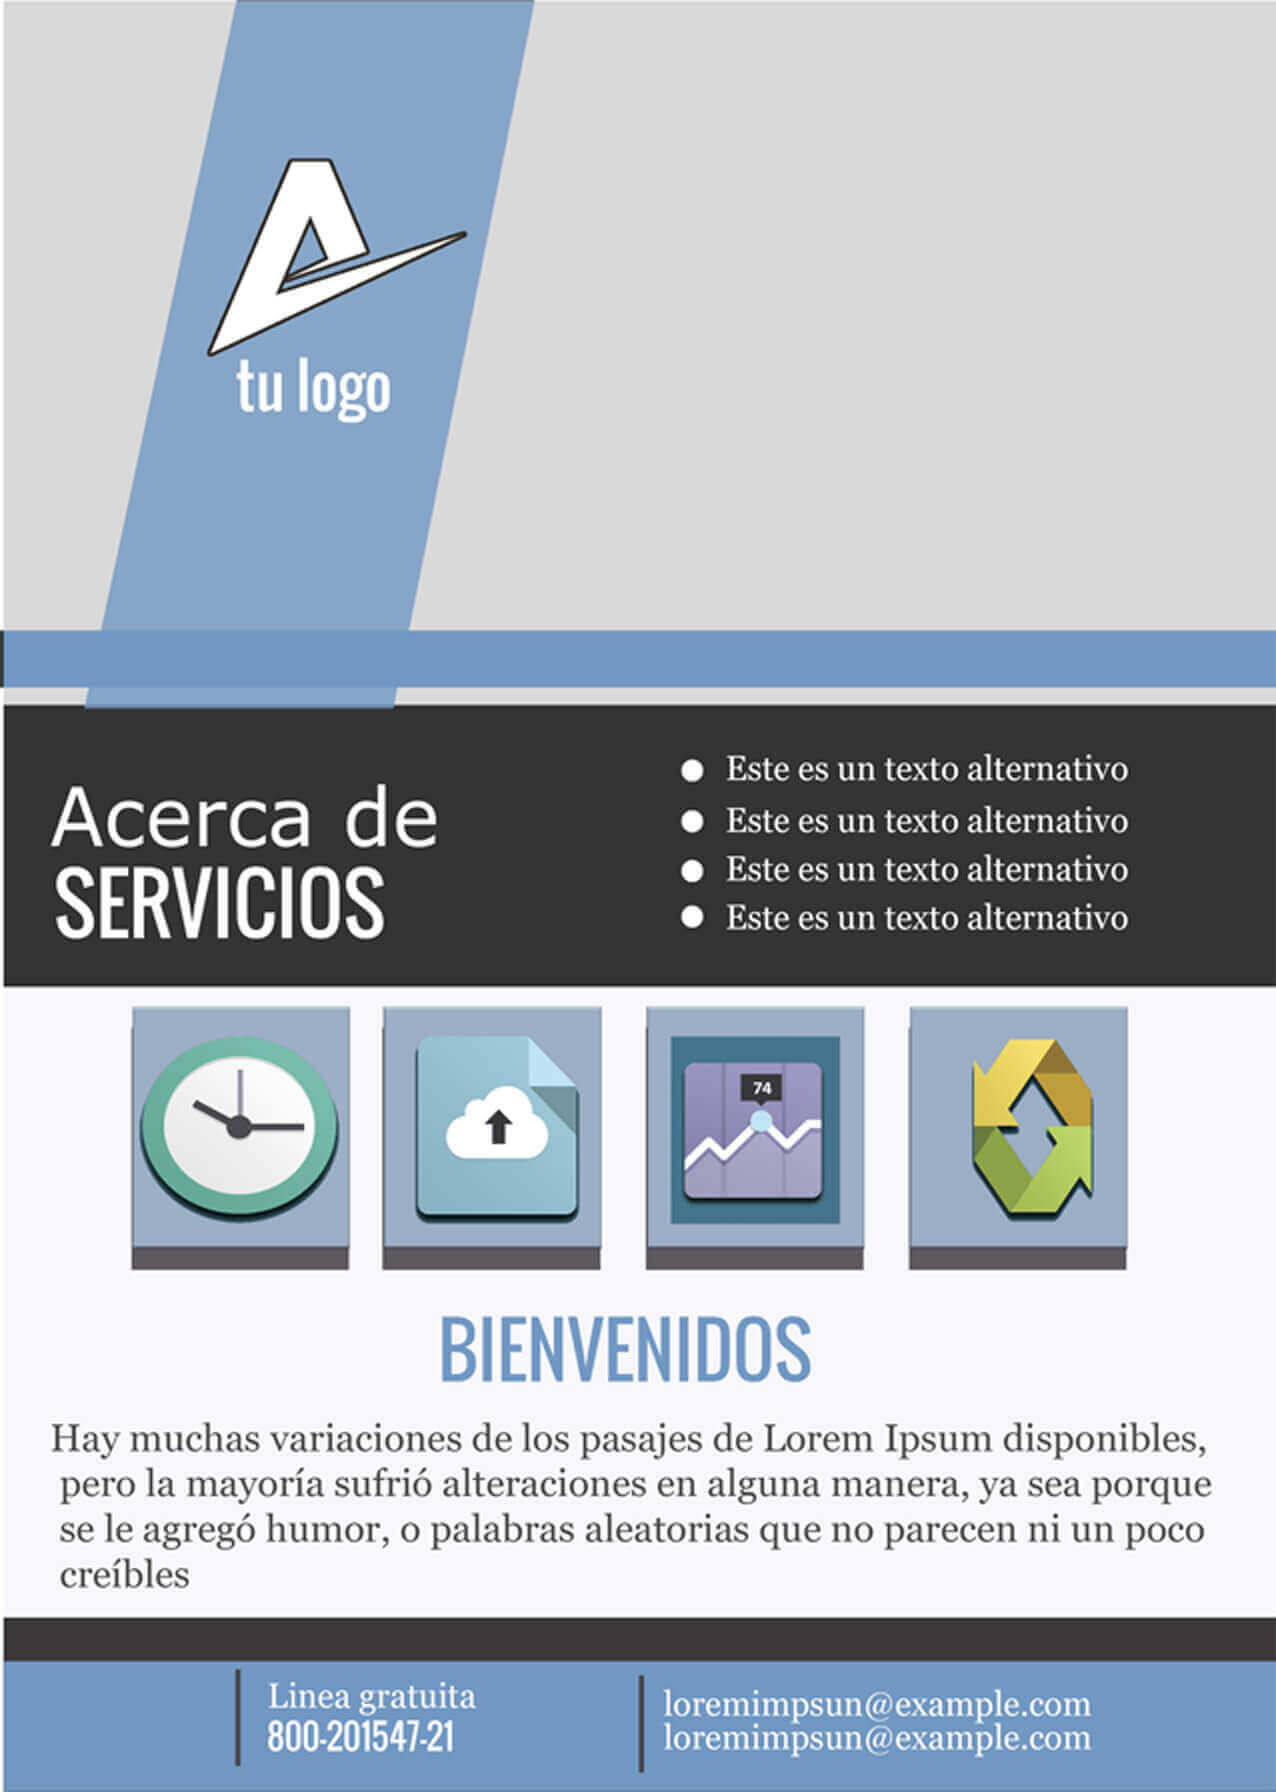 tu logo
Acerca de
SERVICIOS
Este es un texto alternativo
Este es un texto alternativo
Este es un texto alternativo
Este es un texto alternativo
74
BIENVENIDOS
Hay muchas variaciones de los pasajes de Lorem Ipsum disponibles,
pero la mayoría sufrió alteraciones en alguna manera, ya sea porque
se le agregó humor, o palabras aleatorias que no parecen ni un poco
creíbles
Linea gratuita
800-201547-21
loremimpsun@example.com
loremimpsun@example.com